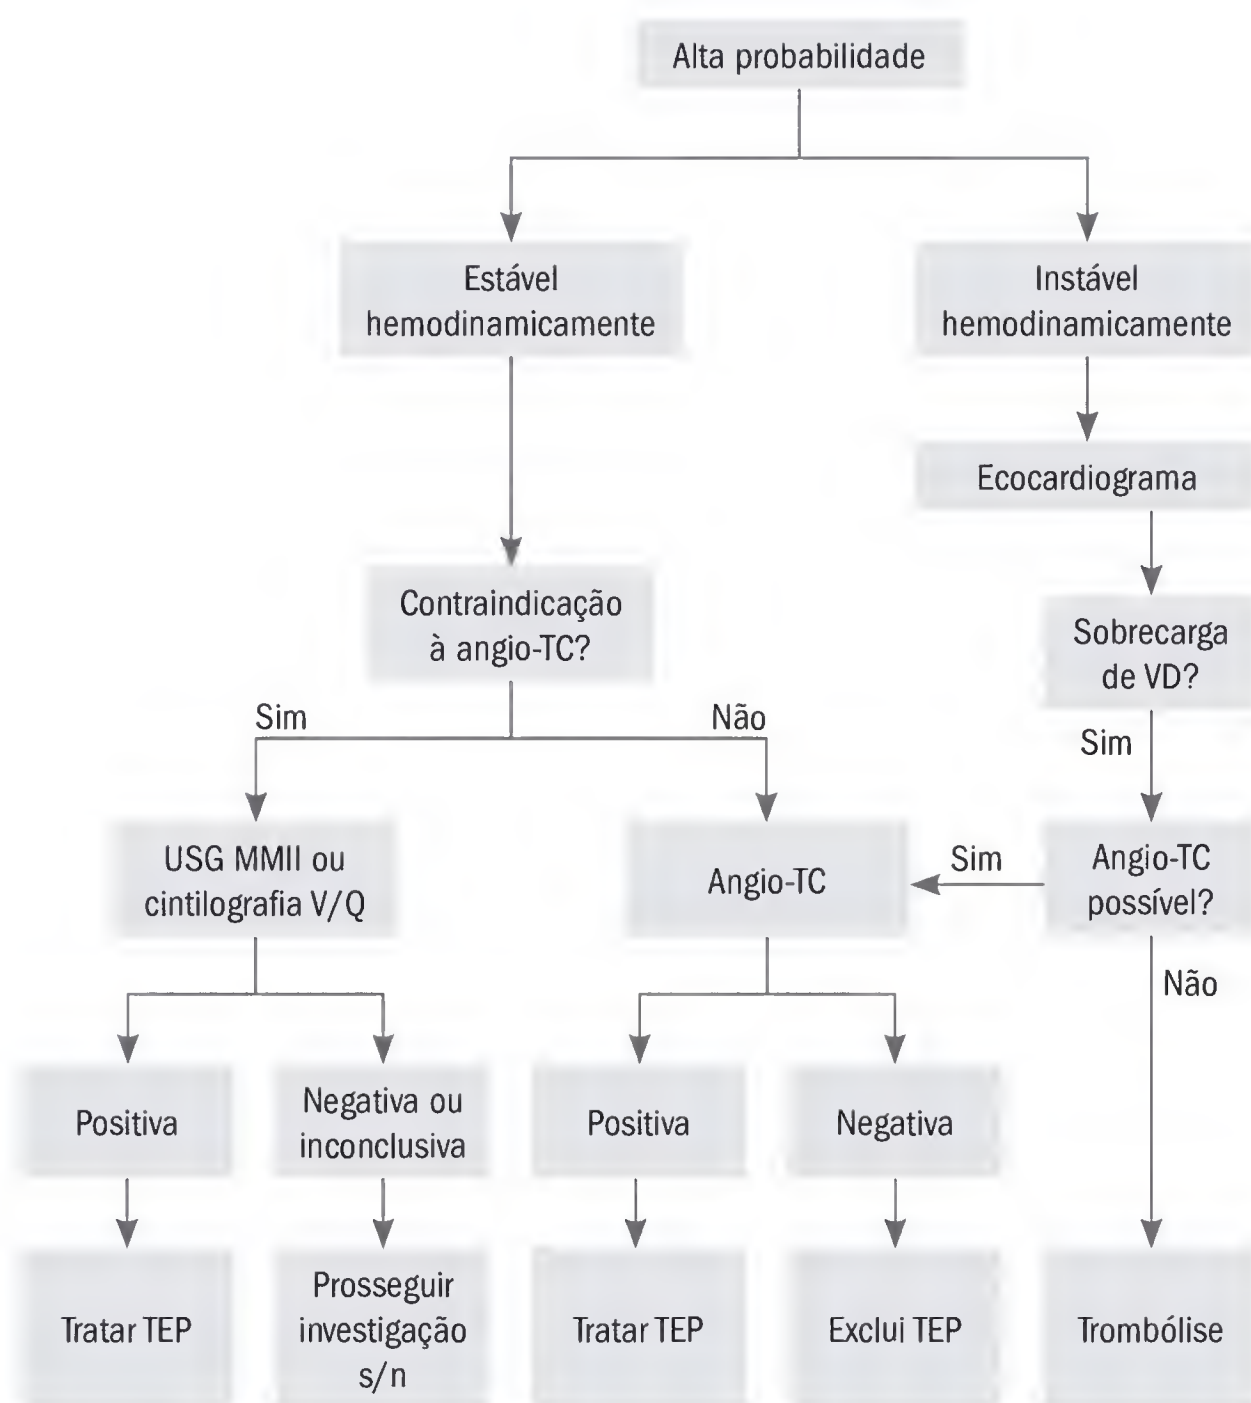 Alta probabilidade
Estável
hemodinamicamente
Instável
hemodinamicamente
Ecocardiograma
Contraindicação
à angio-TC?
Sobrecarga
de VD?
Sim
Não
Sim
USG MMII ou
cintilografia V/Q
Angio-TC
Sim
Angio-TC
possível?
Não
Positiva
Negativa ou
inconclusiva
Positiva
Negativa
Tratar TEP
Prosseguir
investigação
s/n
Tratar TEP
Exclui TEP
Trombólise